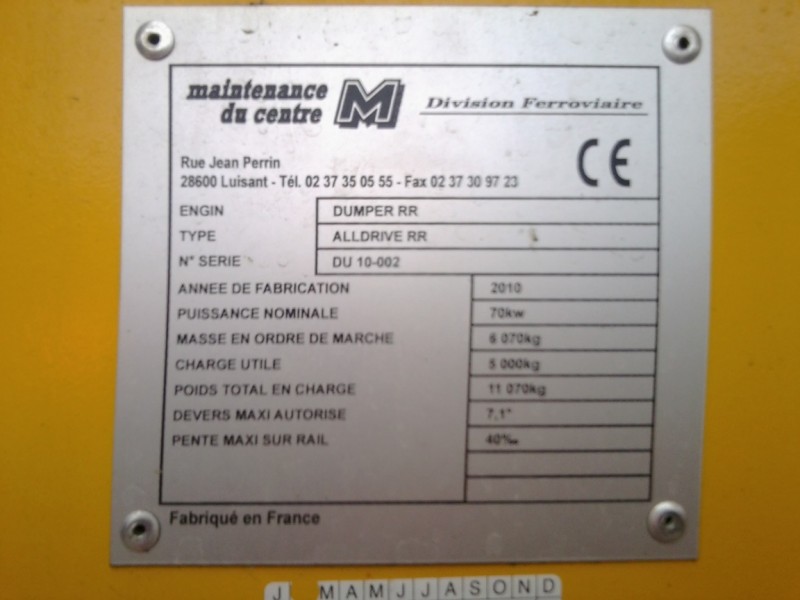 maintenance
du centre
M
Division Ferroviaire
CE
Rue Jean Perrin
28600 Luisant - Tél. 02 37 35 05 55 - Fax 02 37 30 97 23
ENGIN DUMPER RR
TYPE ALLDRIVE RR
N° SERIE DU 10-002
ANNEE DE FABRICATION 2010
PUISSANCE NOMINALE 70kw
MASSE EN ORDRE DE MARCHE 6 070kg
CHARGE UTILE 5 000kg
POIDS TOTAL EN CHARGE 11 070kg
DEVERS MAXI AUTORISE 7,1°
PENTE MAXI SUR RAIL 40‰
Fabriqué en France
J M A M J J A S O N D